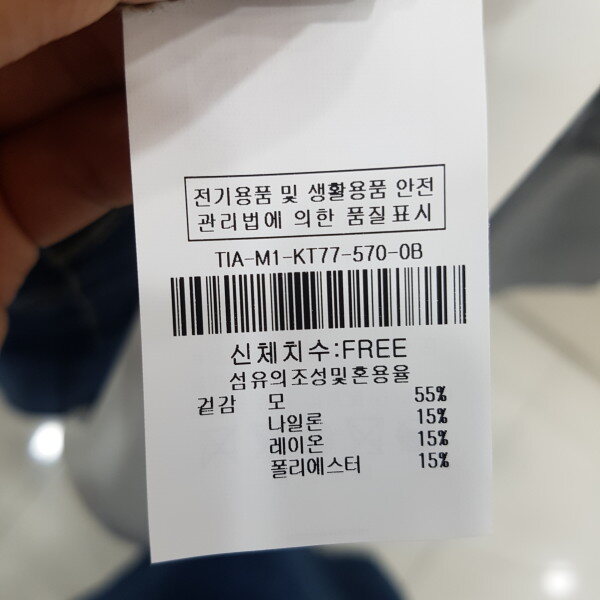 전기용품 및 생활용품 안전
관리법에 의한 품질표시
TIA-M1-KT77-570-0B
신체치수:FREE
섬유의조성및혼용율
겉감 모 55%
나일론 15%
레이온 15%
폴리에스터 15%